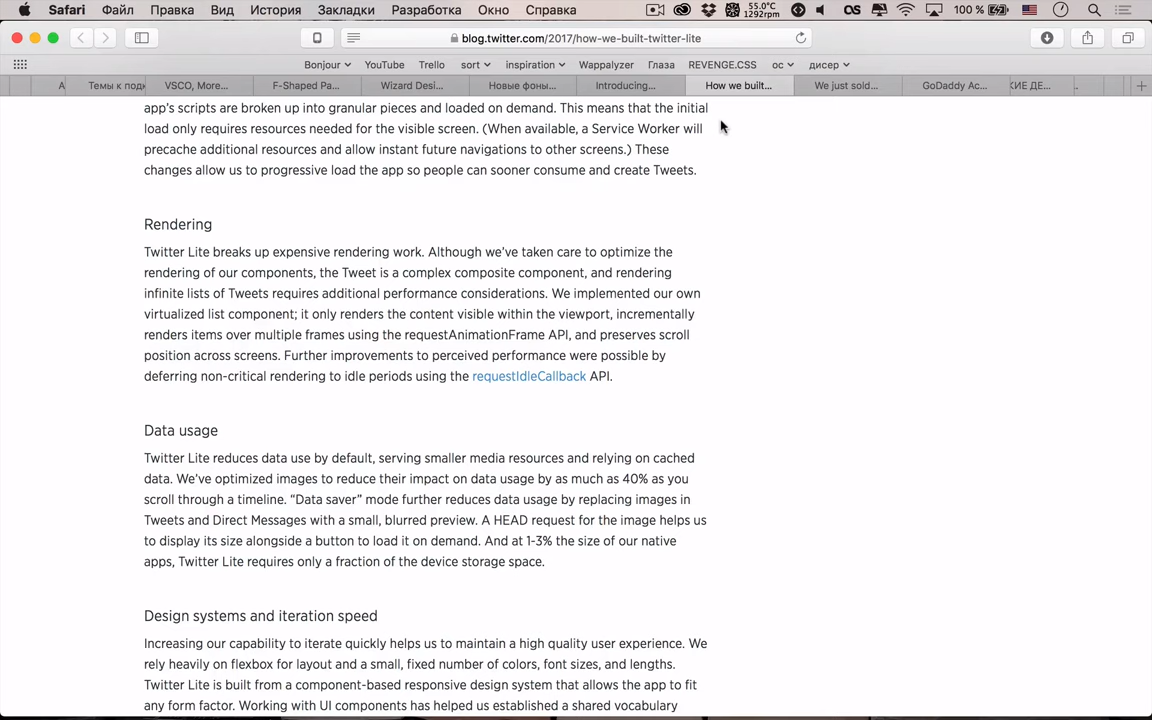 Safari Файл Правка Вид История Закладки Разработка Окно Справка 55.0°C 1292rpm 100 %
blog.twitter.com/2017/how-we-built-twitter-lite
Bonjour YouTube Trello sort inspiration Wappalyzer Глаза REVENGE.CSS ос дисер
A Темы к подк VSCO, More... F-Shaped Pa... Wizard Desi... Новые фоны... Introducing... How we built... We just sold... GoDaddy Ac... КИЕ ДЕ...
app's scripts are broken up into granular pieces and loaded on demand. This means that the initial
load only requires resources needed for the visible screen. (When available, a Service Worker will
precache additional resources and allow instant future navigations to other screens.) These
changes allow us to progressive load the app so people can sooner consume and create Tweets.
Rendering
Twitter Lite breaks up expensive rendering work. Although we've taken care to optimize the
rendering of our components, the Tweet is a complex composite component, and rendering
infinite lists of Tweets requires additional performance considerations. We implemented our own
virtualized list component; it only renders the content visible within the viewport, incrementally
renders items over multiple frames using the requestAnimationFrame API, and preserves scroll
position across screens. Further improvements to perceived performance were possible by
deferring non-critical rendering to idle periods using the requestIdleCallback API.
Data usage
Twitter Lite reduces data use by default, serving smaller media resources and relying on cached
data. We've optimized images to reduce their impact on data usage by as much as 40% as you
scroll through a timeline. “Data saver” mode further reduces data usage by replacing images in
Tweets and Direct Messages with a small, blurred preview. A HEAD request for the image helps us
to display its size alongside a button to load it on demand. And at 1-3% the size of our native
apps, Twitter Lite requires only a fraction of the device storage space.
Design systems and iteration speed
Increasing our capability to iterate quickly helps us to maintain a high quality user experience. We
rely heavily on flexbox for layout and a small, fixed number of colors, font sizes, and lengths.
Twitter Lite is built from a component-based responsive design system that allows the app to fit
any form factor. Working with UI components has helped us established a shared vocabulary